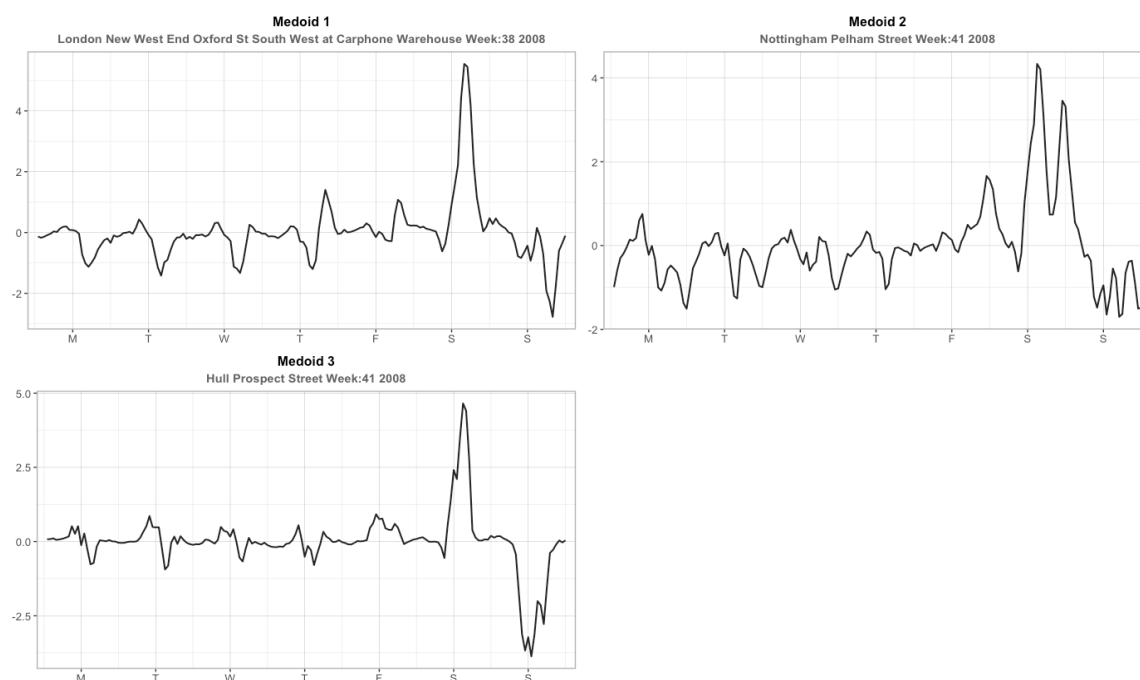 Medoid 1
London New West End Oxford St South West at Carphone Warehouse Week:38 2008
4
2
0
-2
M T W T F S S
Medoid 2
Nottingham Pelham Street Week:41 2008
4
2
0
-2
M T W T F S S
Medoid 3
Hull Prospect Street Week:41 2008
5.0
2.5
0.0
-2.5
M T W T F S S